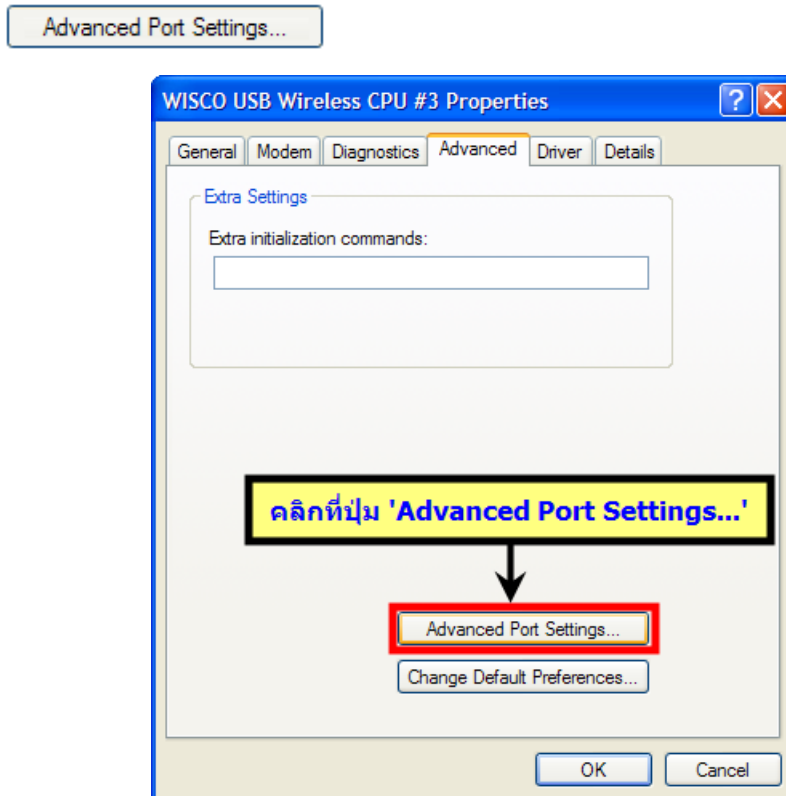 Advanced Port Settings...
WISCO USB Wireless CPU #3 Properties
General Modem Diagnostics Advanced Driver Details
Extra Settings
Extra initialization commands:
คลิกที่ปุ่ม 'Advanced Port Settings...'
Advanced Port Settings...
Change Default Preferences...
OK Cancel